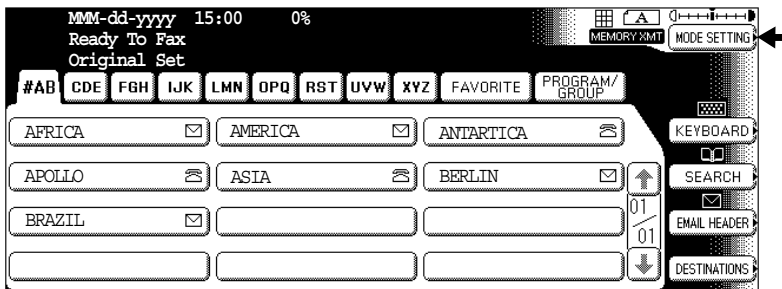 MMM-dd-yyyy 15:00 0%
A
Ready To Fax
MEMORY XMT
MODE SETTING
Original Set
#AB CDE FGH IJK LMN OPQ RST UVW XYZ FAVORITE PROGRAM/
GROUP
AFRICA AMERICA ANTARTICA
KEYBOARD
APOLLO ASIA BERLIN
SEARCH
BRAZIL
01
01
EMAIL HEADER
DESTINATIONS